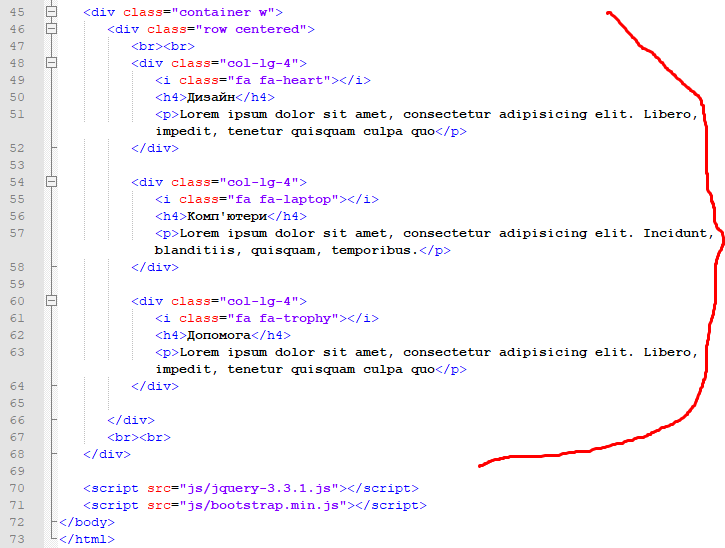 45 <div class="container w">
46 <div class="row centered">
47 <br><br>
48 <div class="col-lg-4">
49 <i class="fa fa-heart"></i>
50 <h4>Дизайн</h4>
51 <p>Lorem ipsum dolor sit amet, consectetur adipisicing elit. Libero,
impedit, tenetur quisquam culpa quo</p>
52 </div>
53
54 <div class="col-lg-4">
55 <i class="fa fa-laptop"></i>
56 <h4>Комп'ютери</h4>
57 <p>Lorem ipsum dolor sit amet, consectetur adipisicing elit. Incidunt,
blanditiis, quisquam, temporibus.</p>
58 </div>
59
60 <div class="col-lg-4">
61 <i class="fa fa-trophy"></i>
62 <h4>Допомога</h4>
63 <p>Lorem ipsum dolor sit amet, consectetur adipisicing elit. Libero,
impedit, tenetur quisquam culpa quo</p>
64 </div>
65
66 </div>
67 <br><br>
68 </div>
69
70 <script src="js/jquery-3.3.1.js"></script>
71 <script src="js/bootstrap.min.js"></script>
72 </body>
73 </html>